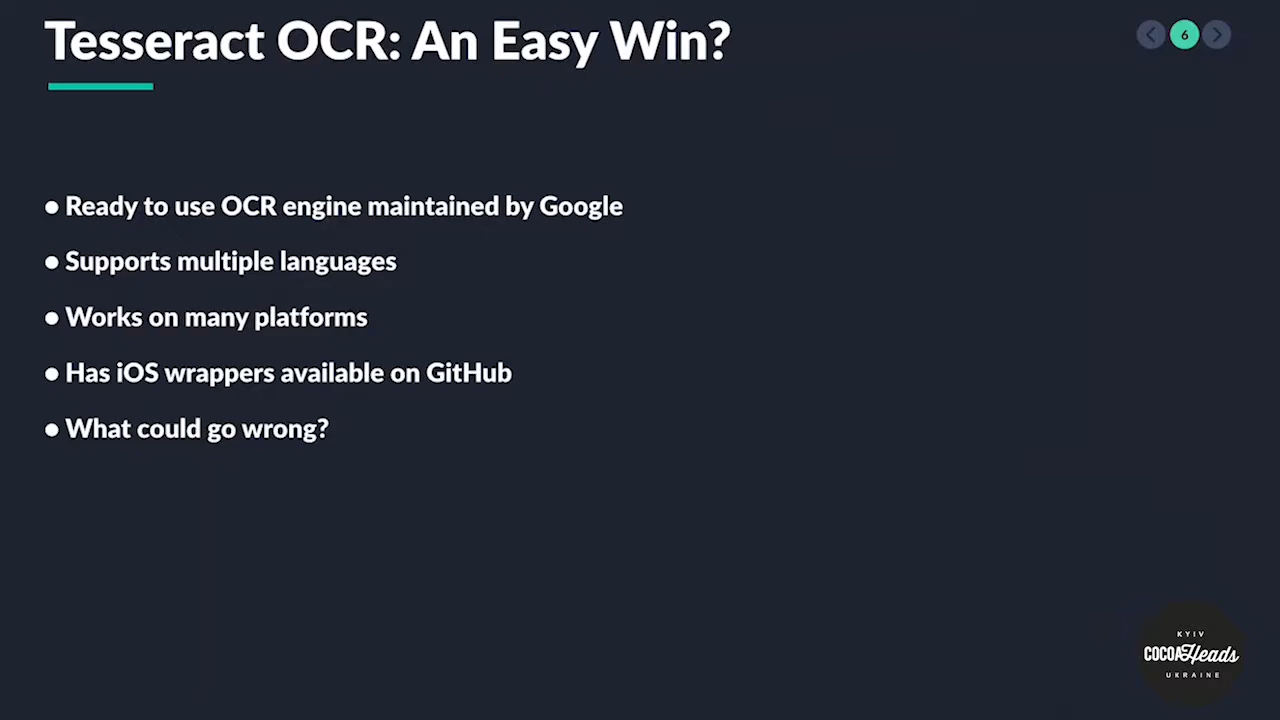 Tesseract OCR: An Easy Win?
6
● Ready to use OCR engine maintained by Google
● Supports multiple languages
● Works on many platforms
● Has iOS wrappers available on GitHub
● What could go wrong?
KYIV
COCOAHeads
UKRAINE